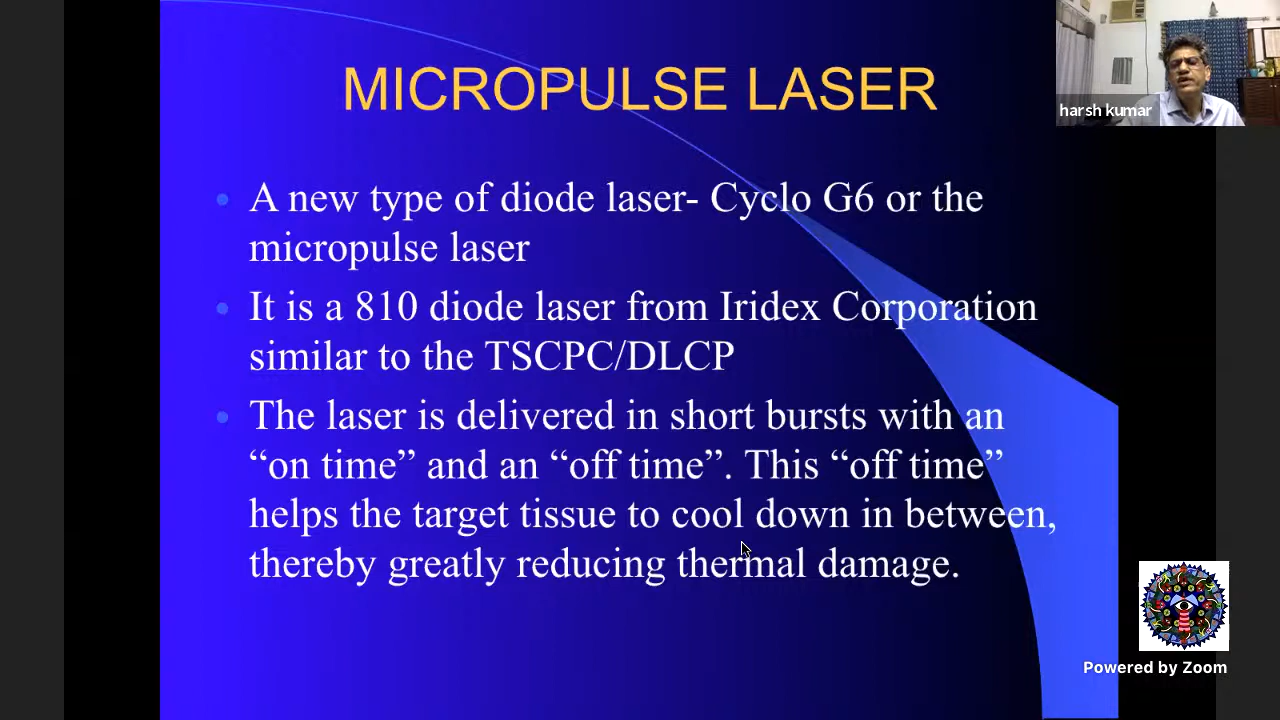 MICROPULSE LASER
harsh kumar
A new type of diode laser- Cyclo G6 or the
micropulse laser
It is a 810 diode laser from Iridex Corporation
similar to the TSCPC/DLCP
The laser is delivered in short bursts with an
“on time” and an “off time”. This “off time”
helps the target tissue to cool down in between,
thereby greatly reducing thermal damage.
Powered by Zoom